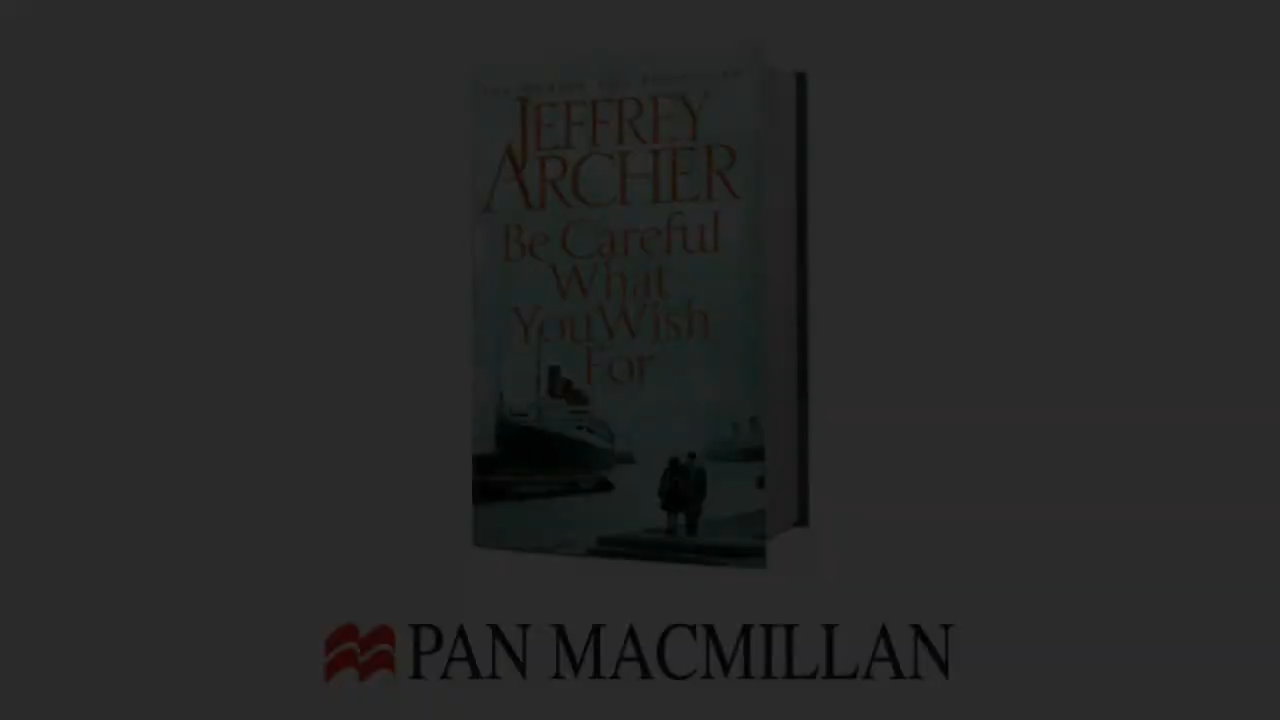 JEFFREY
ARCHER
Be Careful
What
You Wish
For
PAN MACMILLAN